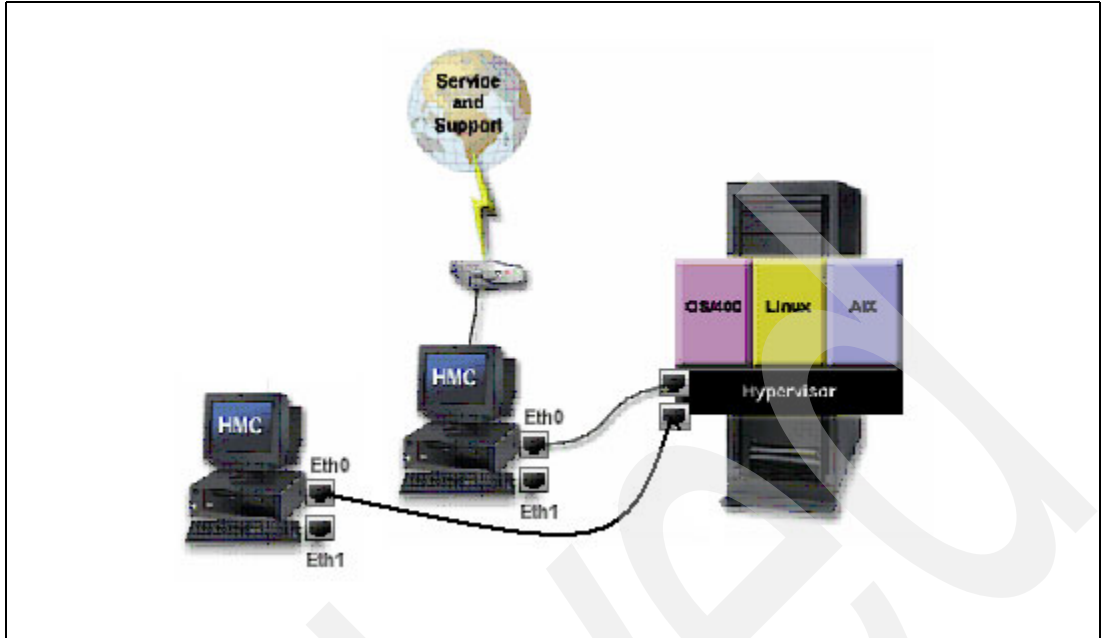 Service
and
Support
OS/400
Linux
AIX
HMC
Hypervisor
Eth0
HMC
Eth0
Eth1
Eth1